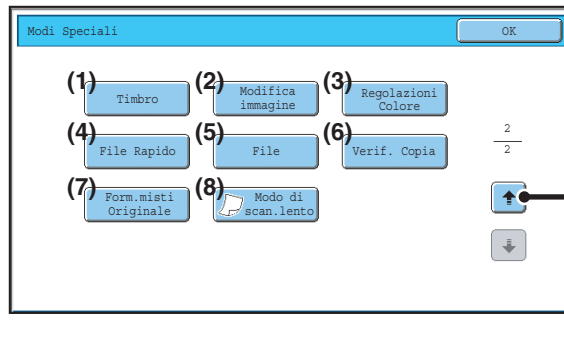 Modi Speciali
OK
(1)
Timbro
(2)
Modifica
immagine
(3)
Regolazioni
Colore
(4)
File Rapido
(5)
File
(6)
Verif. Copia
2
2
(7)
Form.misti
Originale
(8)
Modo di
scan.lento